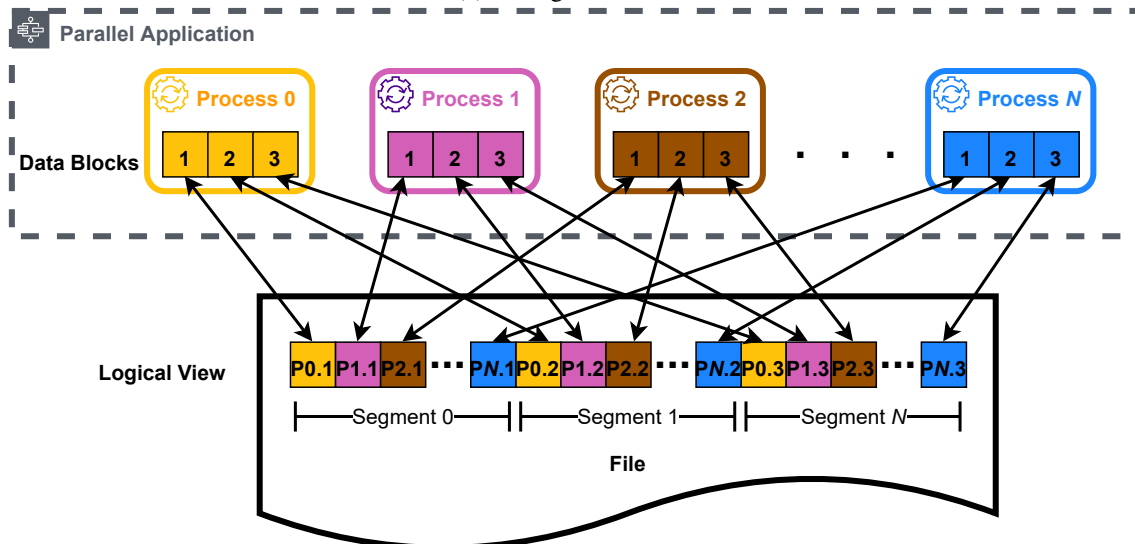 Parallel Application
Process 0 Process 1 Process 2 Process N
Data Blocks 1 2 3 1 2 3 1 2 3 . . . 1 2 3
Logical View P0.1 P1.1 P2.1 ... PN.1 P0.2 P1.2 P2.2 ... PN.2 P0.3 P1.3 P2.3 ... PN.3
Segment 0 Segment 1 Segment N
File